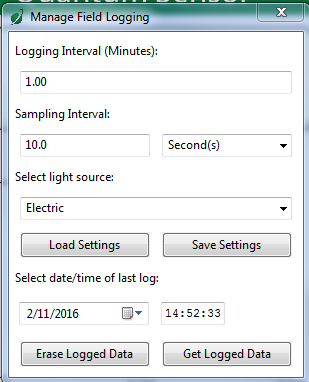 Quantum Sensor
Manage Field Logging
Logging Interval (Minutes):
1.00
Sampling Interval:
10.0 Second(s)
Select light source:
Electric
Load Settings Save Settings
Select date/time of last log:
2/11/2016 14:52:33
Erase Logged Data Get Logged Data